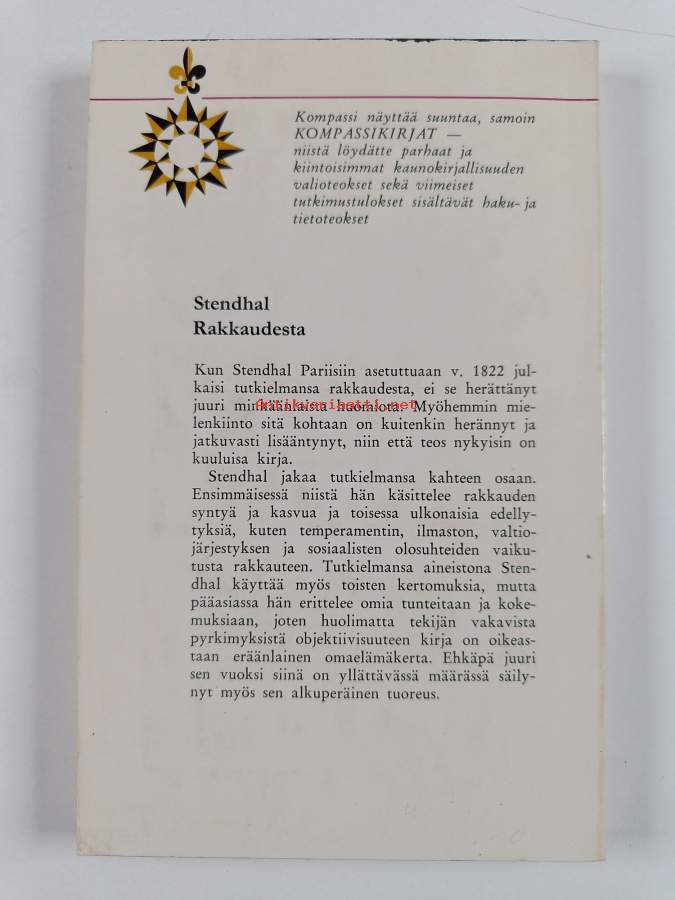 Kompassi näyttää suuntaa, samoin
KOMPASSIKIRJAT —
niistä löydätte parhaat ja
kiintoisimmat kaunokirjallisuuden
valioteokset sekä viimeiset
tutkimustulokset sisältävät haku- ja
tietoteokset
Stendhal
Rakkaudesta
Kun Stendhal Pariisiin asetuttuaan v. 1822 jul-
kaisi tutkielmansa rakkaudesta, ei se herättänyt
juuri minkäänlaista huomiota. Myöhemmin mie-
Antikvariaatti.net
lenkiinto sitä kohtaan on kuitenkin herännyt ja
jatkuvasti lisääntynyt, niin että teos nykyisin on
kuuluisa kirja.
Stendhal jakaa tutkielmansa kahteen osaan.
Ensimmäisessä niistä hän käsittelee rakkauden
syntyä ja kasvua ja toisessa ulkonaisia edelly-
tyksiä, kuten temperamentin, ilmaston, valtio-
järjestyksen ja sosiaalisten olosuhteiden vaiku-
tusta rakkauteen. Tutkielmansa aineistona Sten-
dhal käyttää myös toisten kertomuksia, mutta
pääasiassa hän erittelee omia tunteitaan ja koke-
muksiaan, joten huolimatta tekijän vakavista
pyrkimyksistä objektiivisuuteen kirja on oikeas-
taan eräänlainen omaelämäkerta. Ehkäpä juuri
sen vuoksi siinä on yllättävässä määrässä säily-
nyt myös sen alkuperäinen tuoreus.